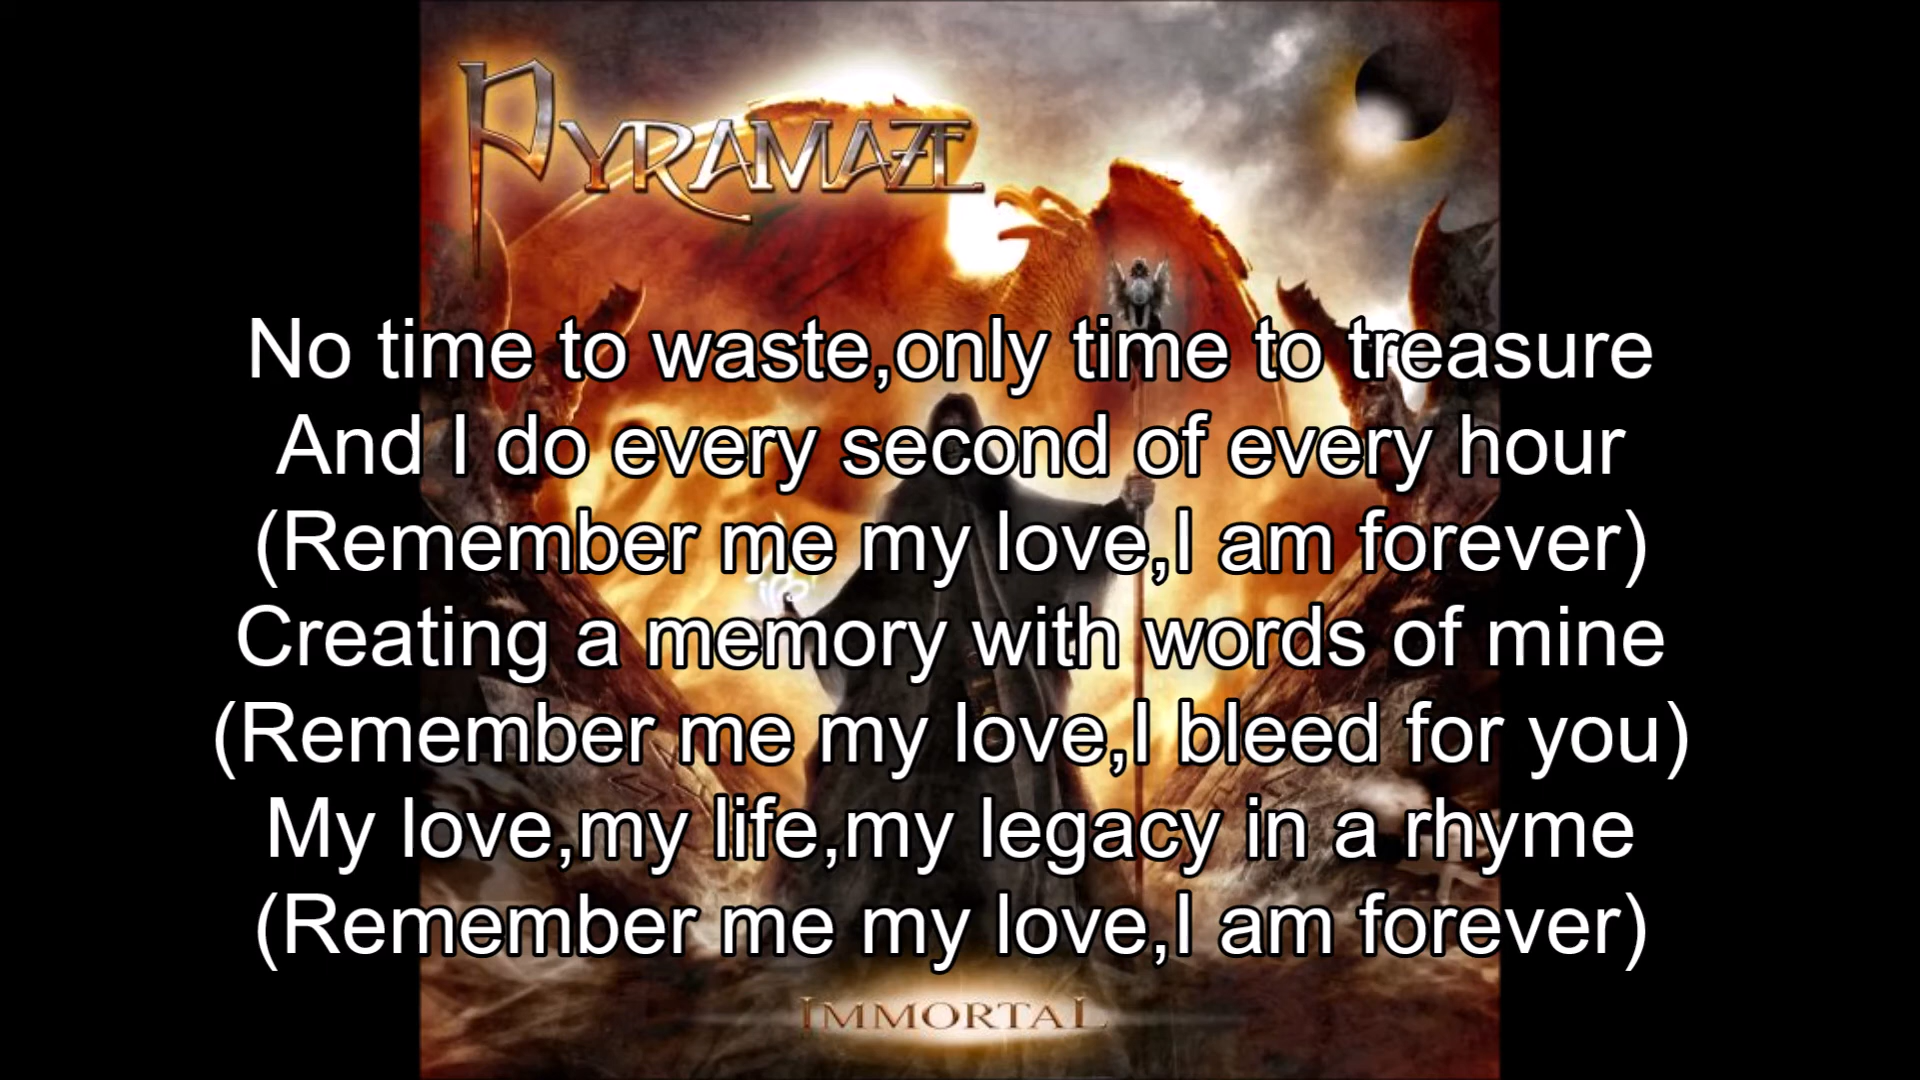 PYRAMAZE
No time to waste,only time to treasure
And I do every second of every hour
(Remember me my love,I am forever)
Creating a memory with words of mine
(Remember me my love,I bleed for you)
My love,my life,my legacy in a rhyme
(Remember me my love,I am forever)
IMMORTAL